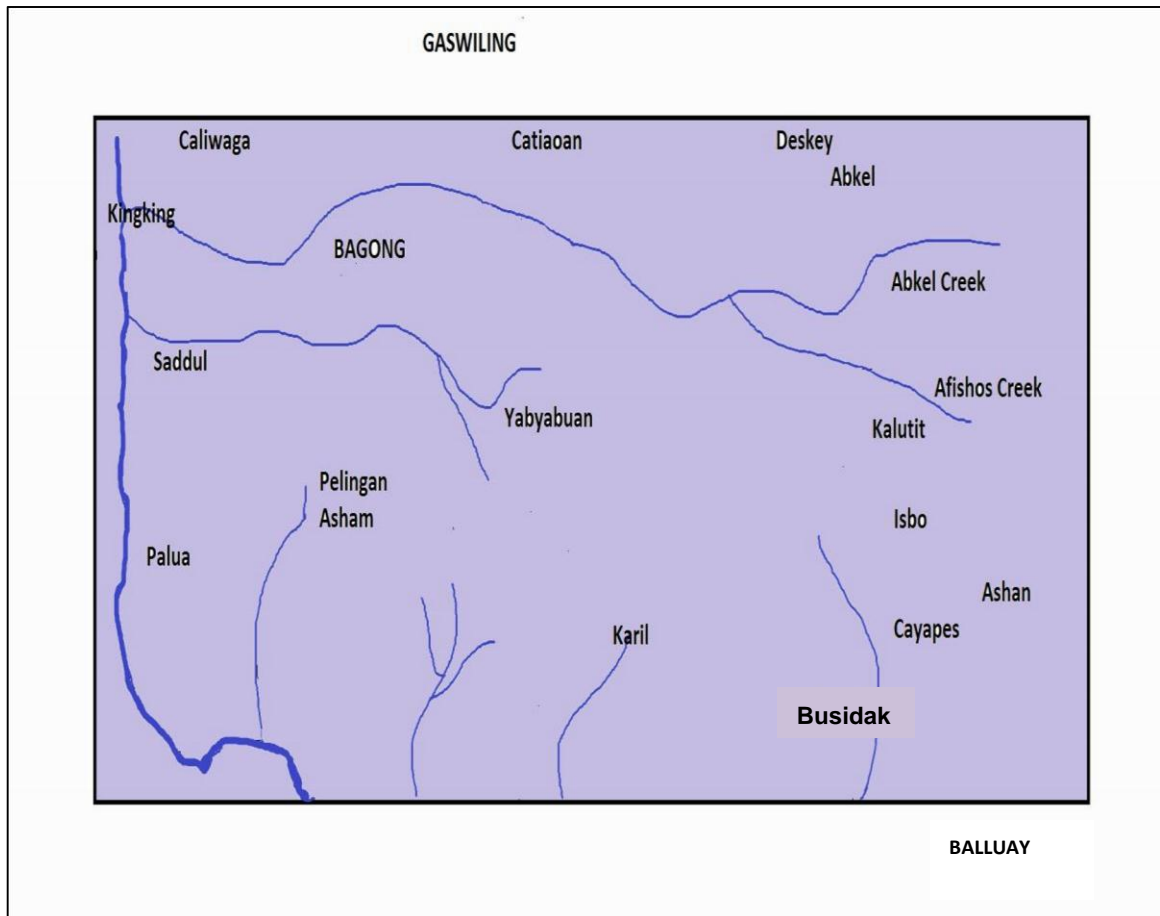 GASWILING
Caliwaga
Catiaoan
Deskey
Abkel
Kingking
BAGONG
Abkel Creek
Saddul
Afishos Creek
Yabyabuan
Kalutit
Pelingan
Asham
Isbo
Palua
Ashan
Karil
Cayapes
Busidak
BALLUAY